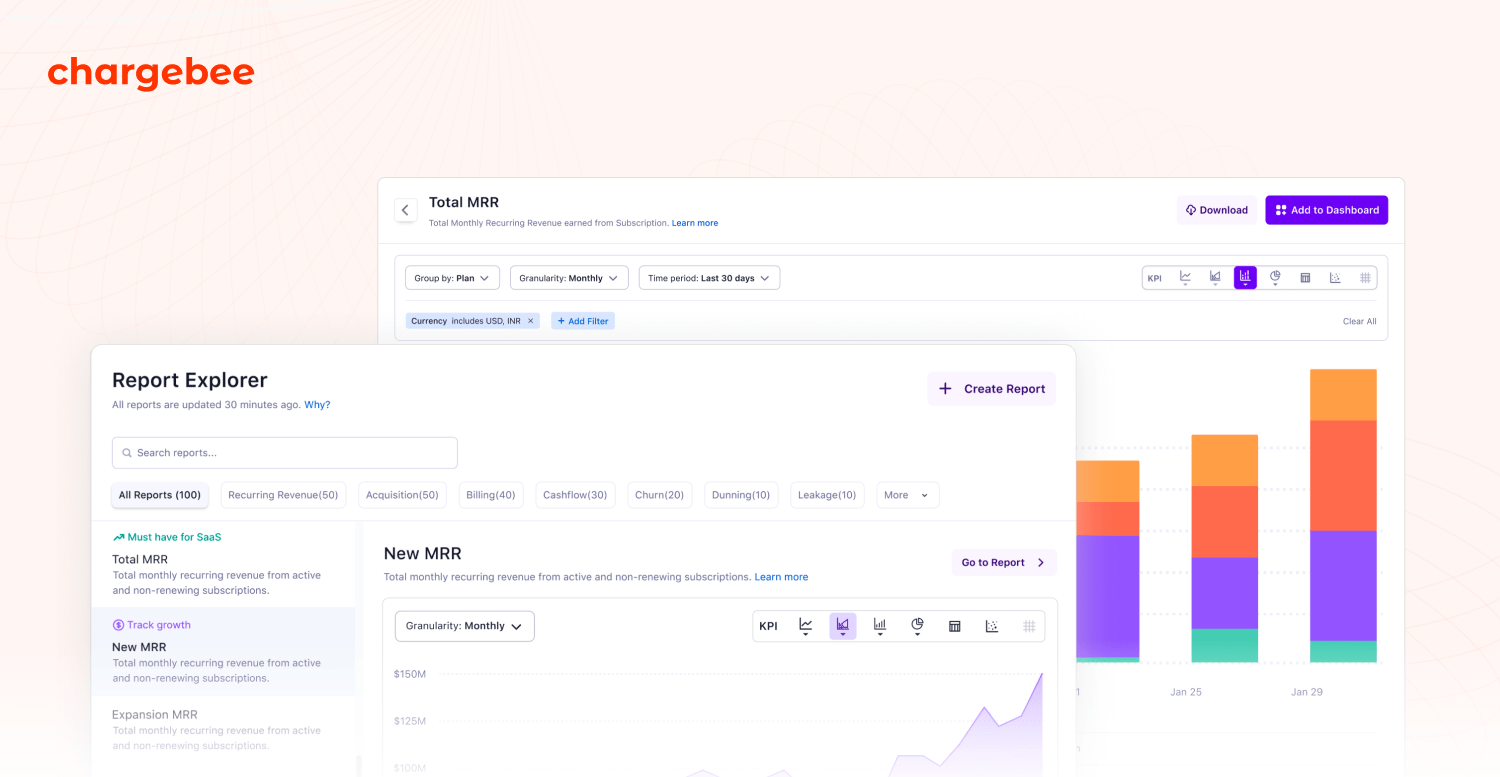 chargebee
Total MRR
Total Monthly Recurring Revenue earned from Subscription. Learn more
Download
Add to Dashboard
Group by: Plan
Granularity: Monthly
Time period: Last 30 days
KPI
Currency includes USD, INR ×
+ Add Filter
Clear All
Report Explorer
All reports are updated 30 minutes ago. Why?
+ Create Report
Search reports...
All Reports (100)
Recurring Revenue(50)
Acquisition(50)
Billing(40)
Cashflow(30)
Churn(20)
Dunning(10)
Leakage(10)
More
Must have for SaaS
Total MRR
Total monthly recurring revenue from active
and non-renewing subscriptions.
Track growth
New MRR
Total monthly recurring revenue from active
and non-renewing subscriptions.
Expansion MRR
Total monthly recurring revenue from active
and non-renewing subscriptions.
New MRR
Total monthly recurring revenue from active and non-renewing subscriptions. Learn more
Go to Report
Granularity: Monthly
KPI
$150M
$125M
$100M
1
Jan 25
Jan 29